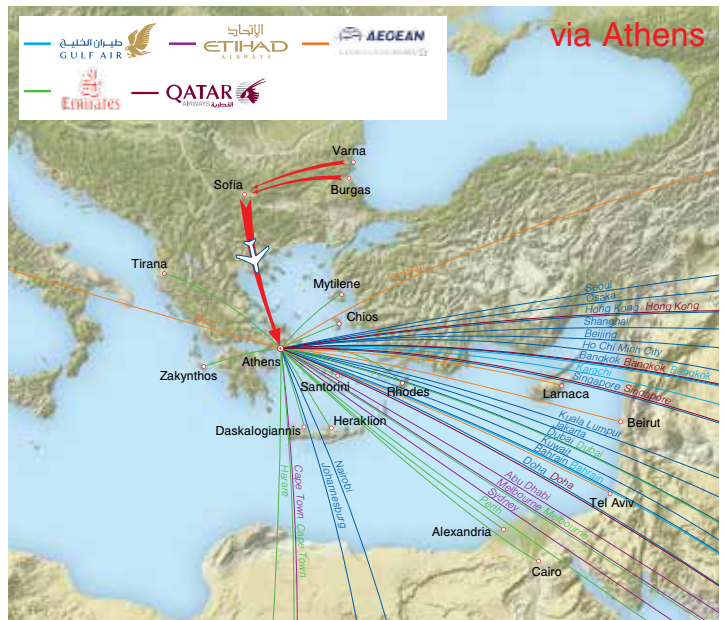 طيران الخليج
GULF AIR
الإتحاد
ETIHAD
AIRWAYS
AEGEAN
via Athens
Emirates
QATAR
AIRWAYS القطرية
Varna
Sofia
Burgas
Tirana
Mytilene
Chios
Athens
Zakynthos
Santorini
Rhodes
Larnaca
Daskalogiannis
Heraklion
Beirut
Tel Aviv
Alexandria
Cairo
Seoul
Osaka
Hong Kong Hong Kong
Shanghai
Beijing
Ho Chi Minh City
Bangkok Bangkok Bangkok
Karachi
Singapore Singapore
Kuala Lumpur
Jakarta
Dubai Dubai
Kuwait
Bahrain Bahrain
Doha Doha
Abu Dhabi
Melbourne Melbourne
Sydney
Perth
Nairobi
Johannesburg
Cape Town Cape Town
Harare